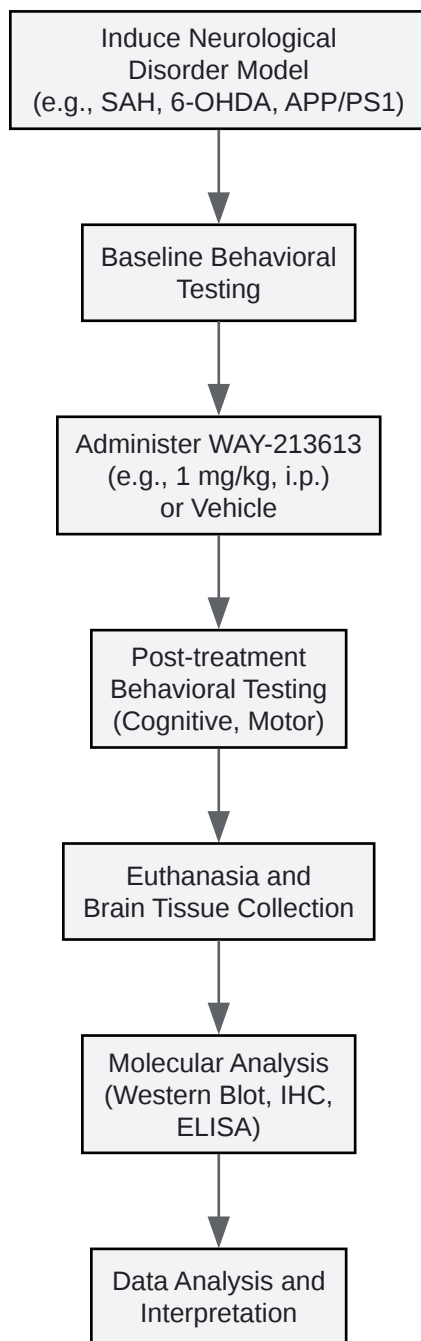 Induce Neurological
Disorder Model
(e.g., SAH, 6-OHDA, APP/PS1)
Baseline Behavioral
Testing
Administer WAY-213613
(e.g., 1 mg/kg, i.p.)
or Vehicle
Post-treatment
Behavioral Testing
(Cognitive, Motor)
Euthanasia and
Brain Tissue Collection
Molecular Analysis
(Western Blot, IHC,
ELISA)
Data Analysis and
Interpretation